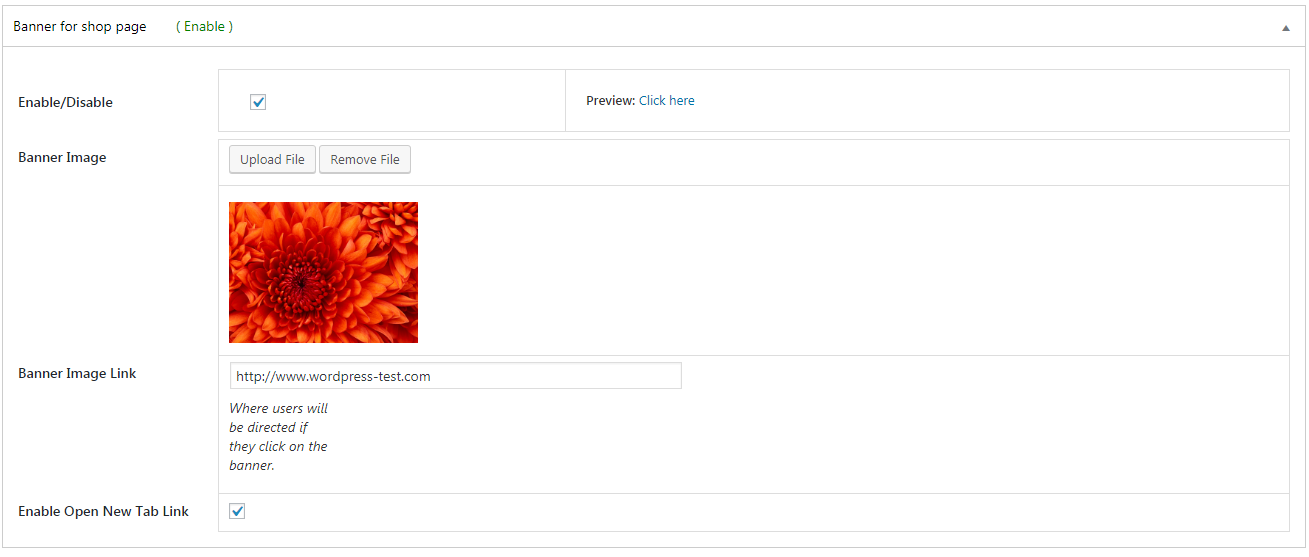 Banner for shop page ( Enable )
Enable/Disable
Preview: Click here
Banner Image
Upload File Remove File
Banner Image Link
http://www.wordpress-test.com
Where users will
be directed if
they click on the
banner.
Enable Open New Tab Link